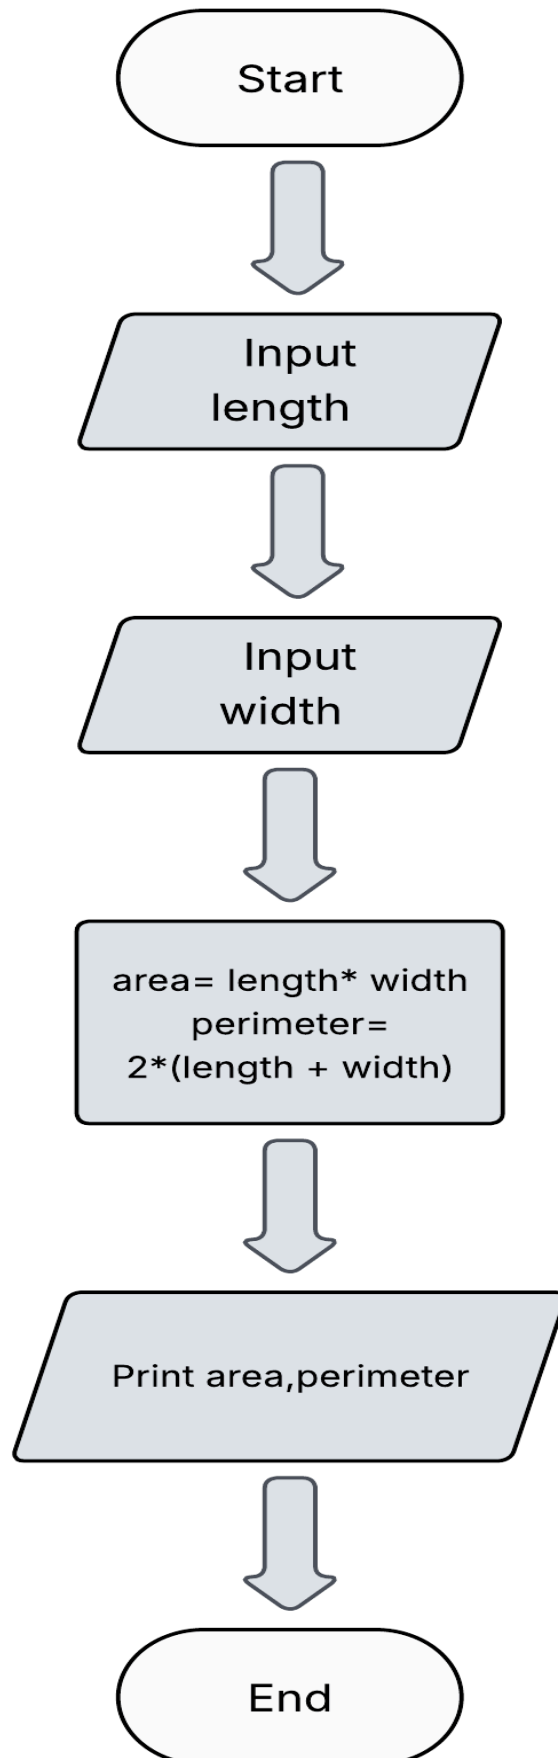 Start
Input
length
Input
width
area= length* width
perimeter=
2*(length + width)
Print area,perimeter
End